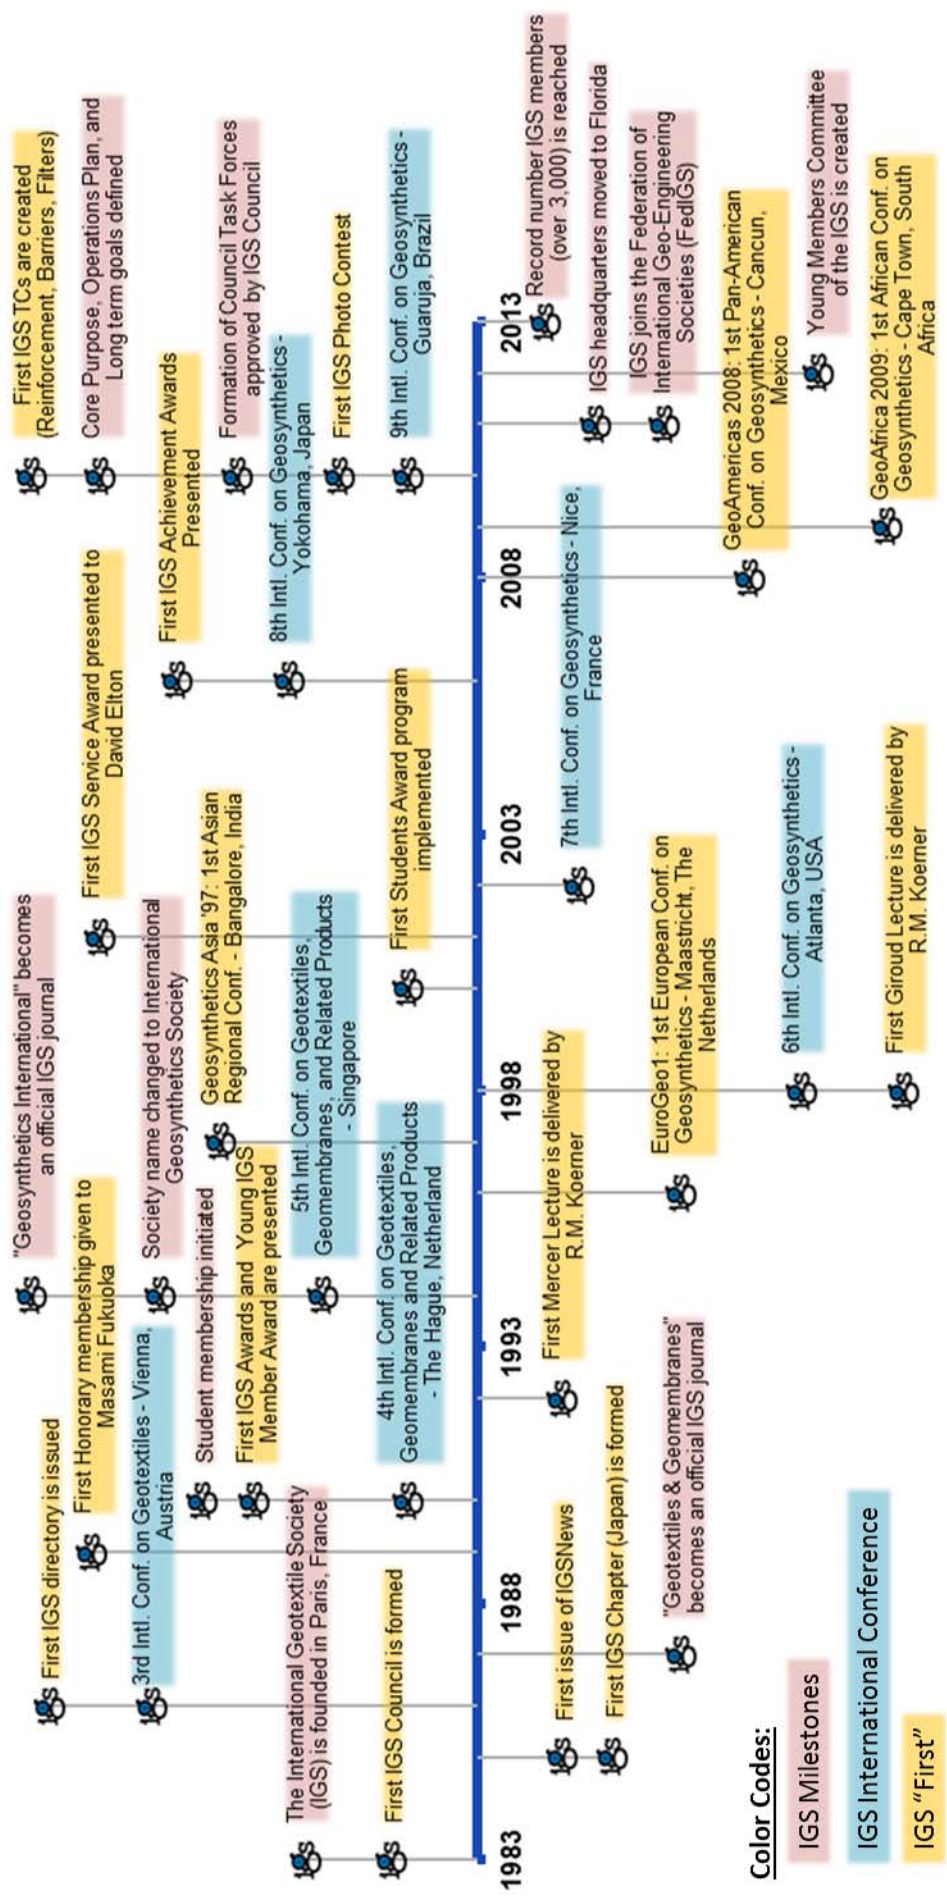 First IGS directory is issued
3rd Intl. Conf. on Geotextiles - Vienna,
Austria
First Honorary membership given to
Masami Fukuoka
The International Geotextile Society
(IGS) is founded in Paris, France
First IGS Council is formed
Student membership initiated
First IGS Awards and Young IGS
Member Award are presented
4th Intl. Conf. on Geotextiles,
Geomembranes and Related Products
- The Hague, Netherland
"Geosynthetics International" becomes
an official IGS journal
Society name changed to International
Geosynthetics Society
5th Intl. Conf. on Geotextiles,
Geomembranes, and Related Products
- Singapore
Geosynthetics Asia '97: 1st Asian
Regional Conf. - Bangalore, India
First Students Award program
implemented
First IGS Service Award presented to
David Elton
First IGS Achievement Awards
Presented
8th Intl. Conf. on Geosynthetics -
Yokohama, Japan
First IGS TCs are created
(Reinforcement, Barriers, Filters)
Core Purpose, Operations Plan, and
Long term goals defined
Formation of Council Task Forces
approved by IGS Council
First IGS Photo Contest
9th Intl. Conf. on Geosynthetics -
Guaruja, Brazil
1983
1988
1993
1998
2003
2008
2013
First issue of IGSNews
First IGS Chapter (Japan) is formed
"Geotextiles & Geomembranes"
becomes an official IGS journal
First Mercer Lecture is delivered by
R.M. Koerner
EuroGeo1: 1st European Conf. on
Geosynthetics - Maastricht, The
Netherlands
6th Intl. Conf. on Geosynthetics -
Atlanta, USA
First Giroud Lecture is delivered by
R.M. Koerner
7th Intl. Conf. on Geosynthetics - Nice,
France
GeoAmericas 2008: 1st Pan-American
Conf. on Geosynthetics - Cancun,
Mexico
GeoAfrica 2009: 1st African Conf. on
Geosynthetics - Cape Town, South
Africa
IGS headquarters moved to Florida
IGS joins the Federation of
International Geo-Engineering
Societies (FedIGS)
Young Members Committee
of the IGS is created
Record number IGS members
(over 3,000) is reached
Color Codes:
IGS Milestones
IGS International Conference
IGS “First”